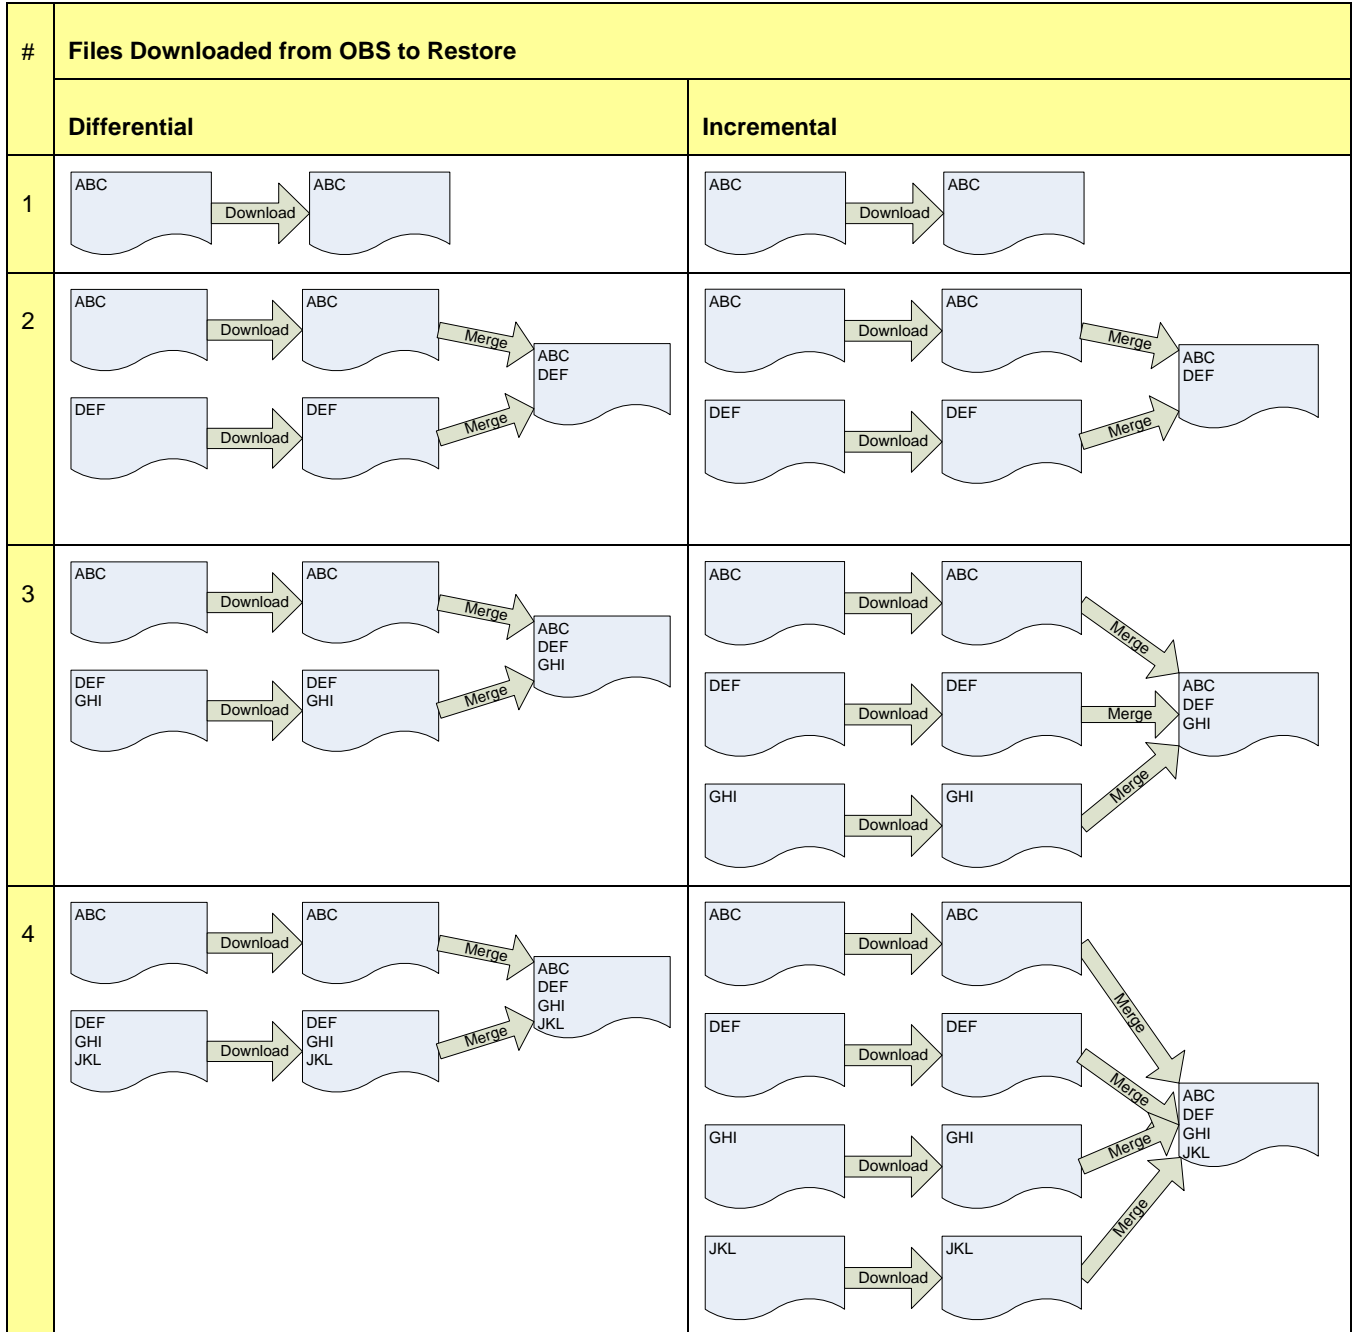 # Files Downloaded from OBS to Restore
Differential Incremental
1
ABC Download ABC
ABC Download ABC
2
ABC Download ABC Merge
DEF Download DEF Merge
ABC
DEF
ABC Download ABC Merge
DEF Download DEF Merge
ABC
DEF
3
ABC Download ABC Merge
DEF
GHI
Download
DEF
GHI
Merge
ABC
DEF
GHI
ABC Download ABC Merge
DEF Download DEF Merge
GHI Download GHI Merge
ABC
DEF
GHI
4
ABC Download ABC Merge
DEF
GHI
JKL
Download
DEF
GHI
JKL
Merge
ABC
DEF
GHI
JKL
ABC Download ABC Merge
DEF Download DEF Merge
GHI Download GHI Merge
JKL Download JKL Merge
ABC
DEF
GHI
JKL